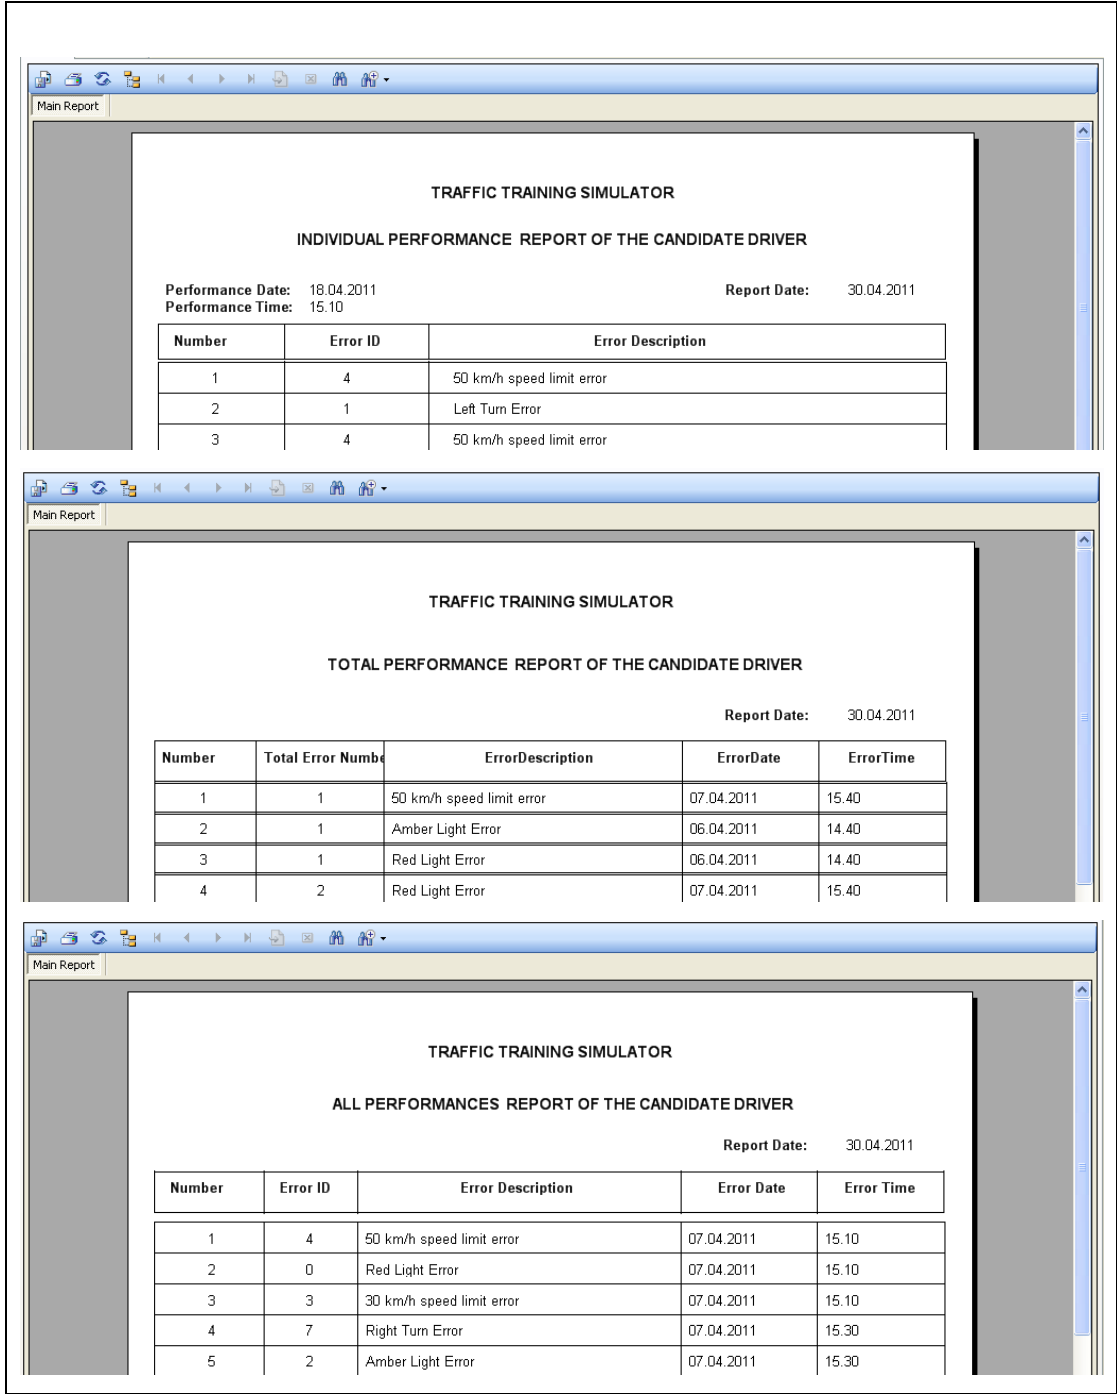 Main Report
TRAFFIC TRAINING SIMULATOR
INDIVIDUAL PERFORMANCE REPORT OF THE CANDIDATE DRIVER
Performance Date: 18.04.2011 Report Date: 30.04.2011
Performance Time: 15.10
Number Error ID Error Description
1 4 50 km/h speed limit error
2 1 Left Turn Error
3 4 50 km/h speed limit error
Main Report
TRAFFIC TRAINING SIMULATOR
TOTAL PERFORMANCE REPORT OF THE CANDIDATE DRIVER
Report Date: 30.04.2011
Number Total Error Numbe ErrorDescription ErrorDate ErrorTime
1 1 50 km/h speed limit error 07.04.2011 15.40
2 1 Amber Light Error 06.04.2011 14.40
3 1 Red Light Error 06.04.2011 14.40
4 2 Red Light Error 07.04.2011 15.40
Main Report
TRAFFIC TRAINING SIMULATOR
ALL PERFORMANCES REPORT OF THE CANDIDATE DRIVER
Report Date: 30.04.2011
Number Error ID Error Description Error Date Error Time
1 4 50 km/h speed limit error 07.04.2011 15.10
2 0 Red Light Error 07.04.2011 15.10
3 3 30 km/h speed limit error 07.04.2011 15.10
4 7 Right Turn Error 07.04.2011 15.30
5 2 Amber Light Error 07.04.2011 15.30